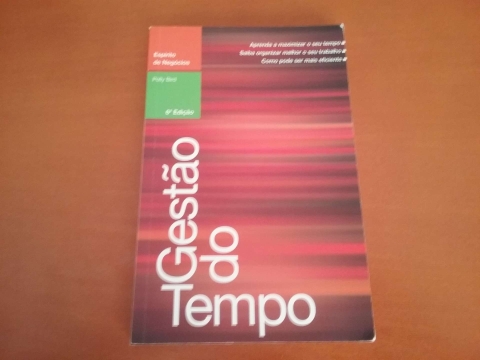 Espírito
de Negócios
Aprenda a maximizar o seu tempo
Saiba organizar melhor o seu trabalho
Como pode ser mais eficiente
Polly Bird
6ª Edição
Gestão
do
Tempo